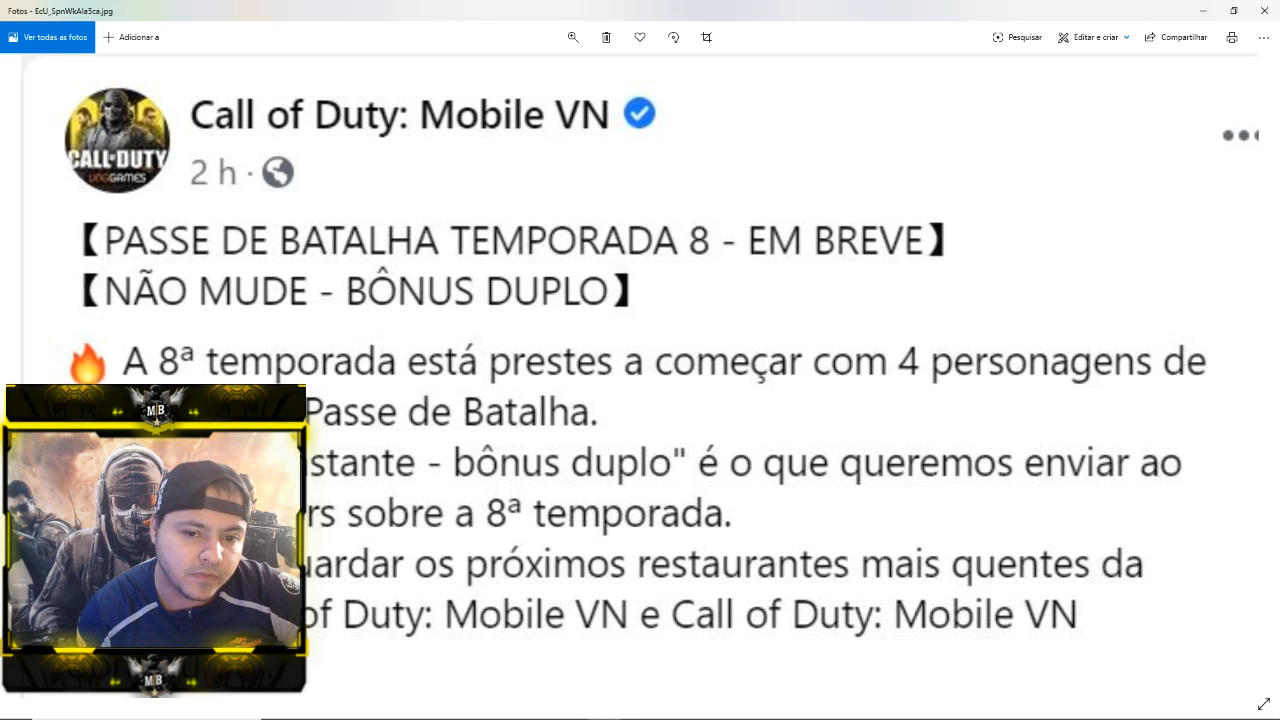 Fotos - EcU_SpnWkAIa5ca.jpg
Ver todas as fotos
Adicionar a
Pesquisar
Editar e criar
Compartilhar
Call of Duty: Mobile VN
2 h ·
CALL OF DUTY
VNGGAMES
【PASSE DE BATALHA TEMPORADA 8 - EM BREVE】
【NÃO MUDE - BÔNUS DUPLO】
A 8ª temporada está prestes a começar com 4 personagens de
Passe de Batalha.
stante - bônus duplo" é o que queremos enviar ao
rs sobre a 8ª temporada.
uardar os próximos restaurantes mais quentes da
of Duty: Mobile VN e Call of Duty: Mobile VN
MB
MB